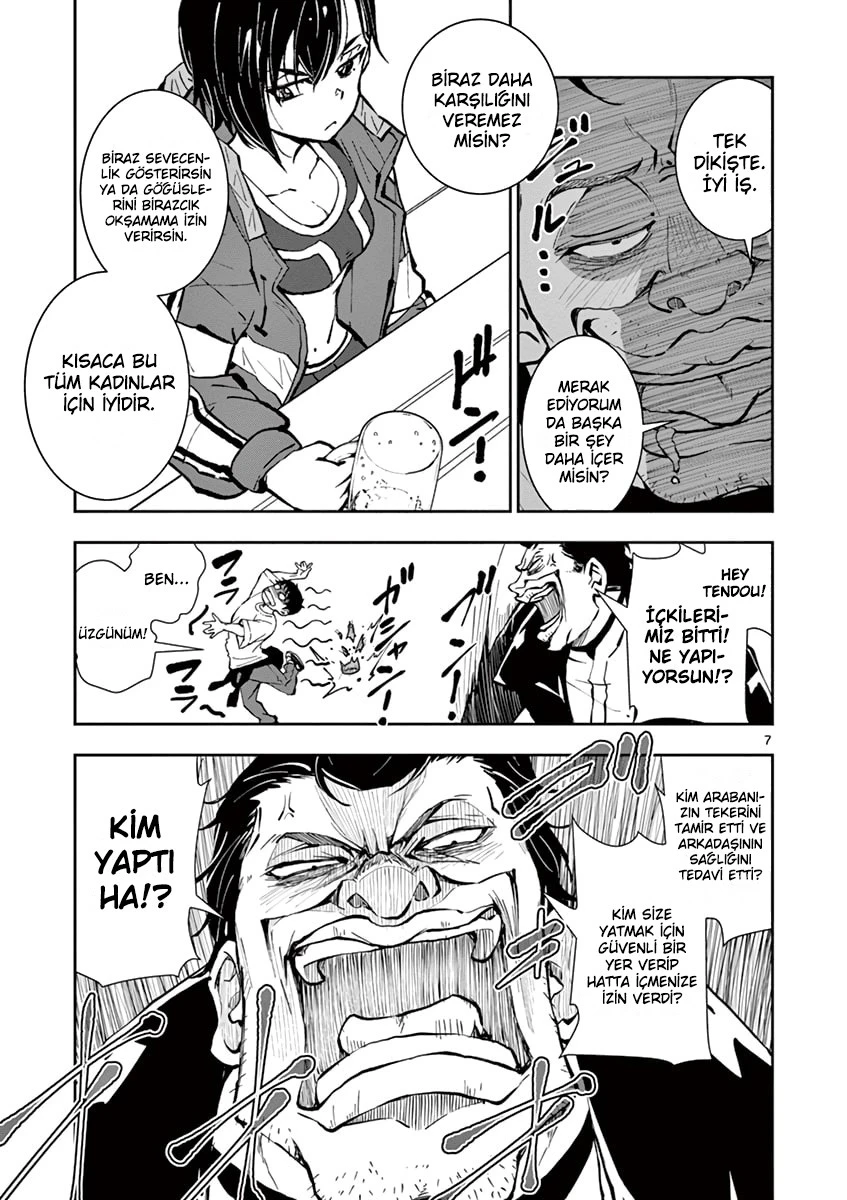 TEK
DİKİŞTE.
İYİ İŞ.
MERAK
EDİYORUM
DA BAŞKA
BİR ŞEY
DAHA İÇER
MİSİN?
BİRAZ DAHA
KARŞILIĞINI
VEREMEZ
MİSİN?
BİRAZ SEVECEN-
LİK GÖSTERİRSİN
YA DA GÖĞÜSLE-
RİNİ BİRAZCIK
OKŞAMAMA İZİN
VERİRSİN.
KISACA BU
TÜM KADINLAR
İÇİN İYİDİR.
HEY
TENDOU!
İÇKİLERİ-
MİZ BİTTİ!
NE YAPI-
YORSUN!?
BEN...
ÜZGÜNÜM!
7
KİM ARABANI-
ZIN TEKERİNİ
TAMİR ETTİ VE
ARKADAŞININ
SAĞLIĞINI
TEDAVİ ETTİ?
KİM SİZE
YATMAK İÇİN
GÜVENLİ BİR
YER VERİP
HATTA İÇMENİZE
İZİN VERDİ?
KİM
YAPTI
HA!?